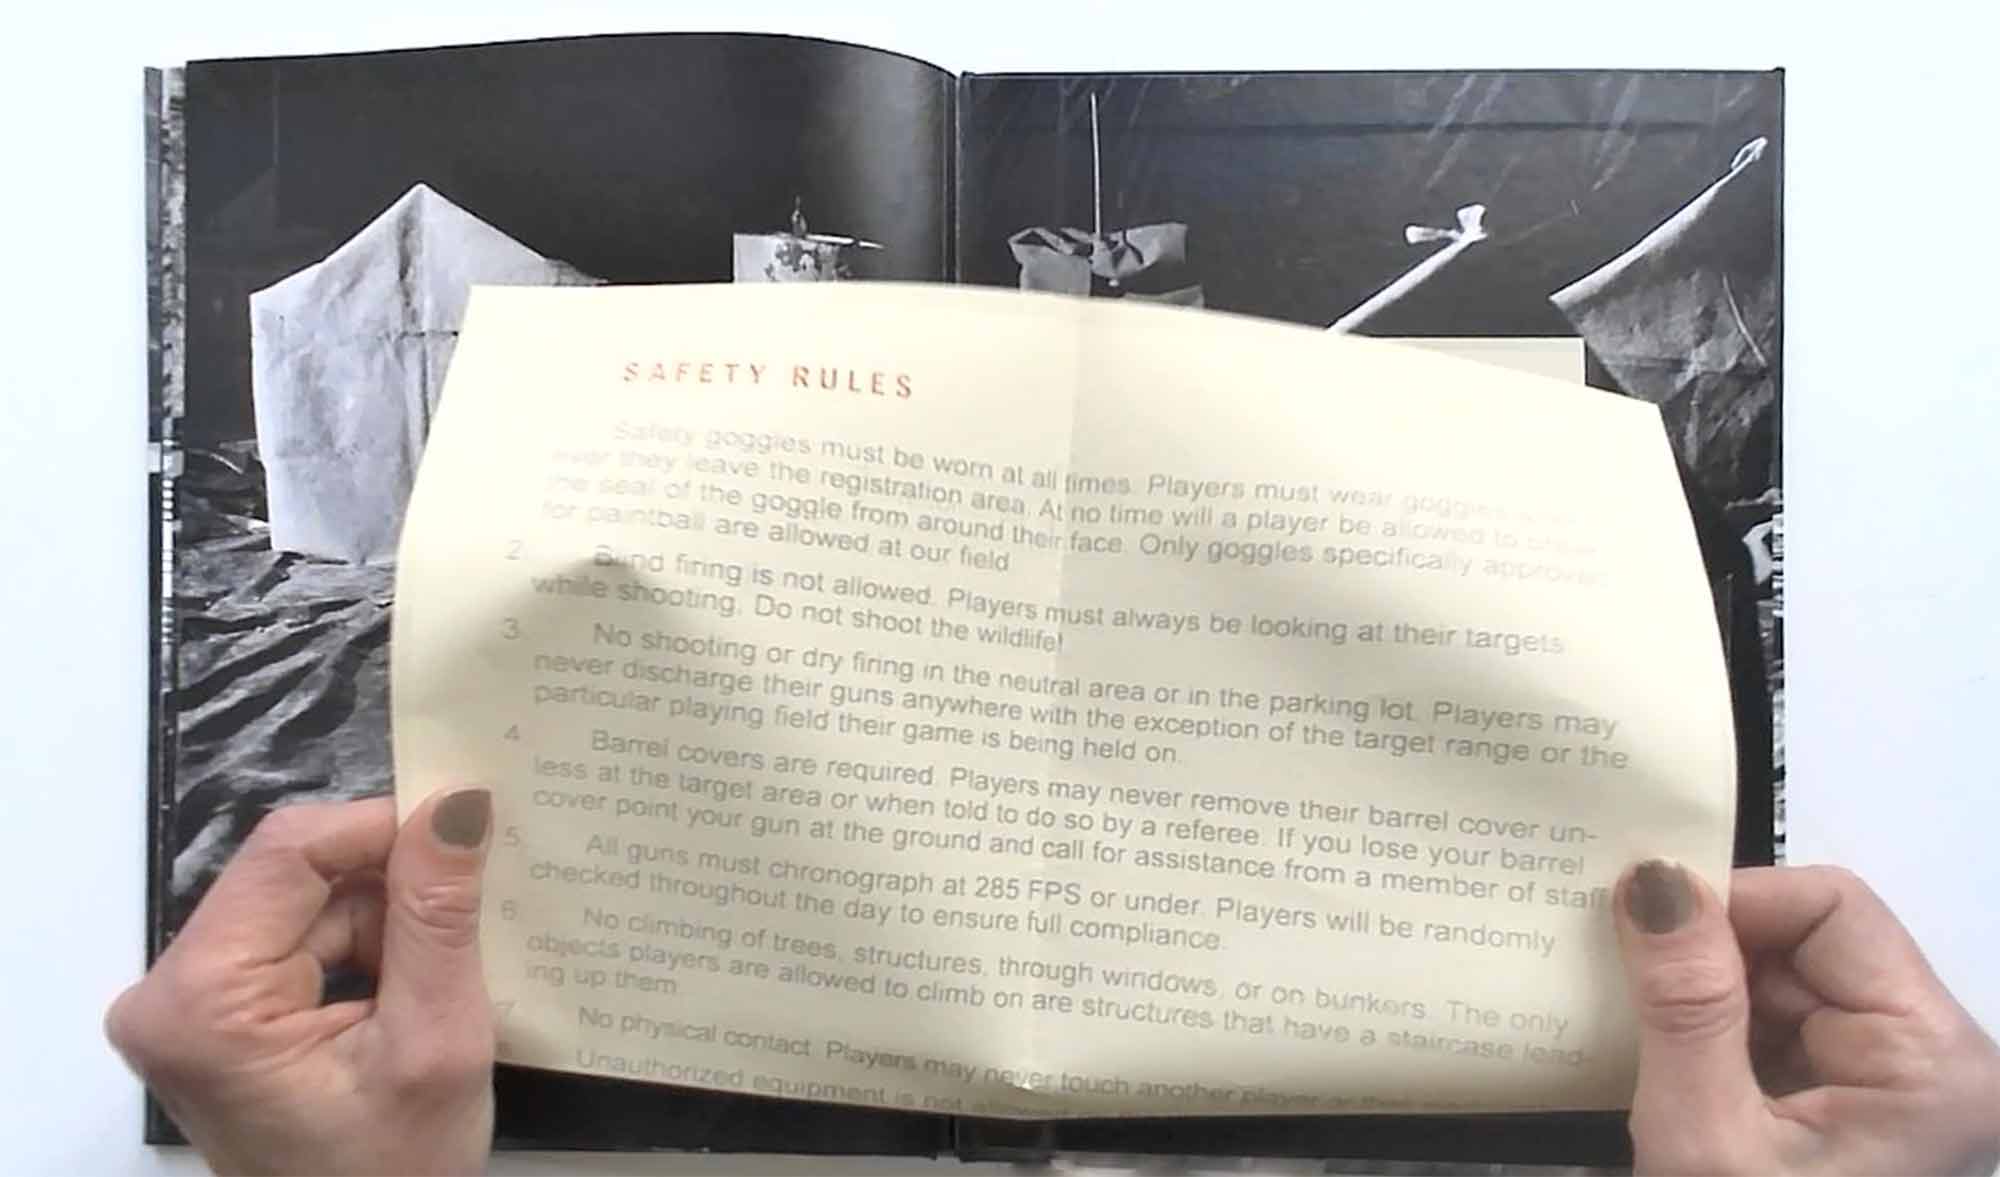 SAFETY RULES
Safety goggles must be worn at all times. Players must wear goggles
ever they leave the registration area. At no time will a player be allowed to break
the seal of the goggle from around their face. Only goggles specifically approved
for paintball are allowed at our field
2. Blind firing is not allowed. Players must always be looking at their targets
while shooting. Do not shoot the wildlife!
3. No shooting or dry firing in the neutral area or in the parking lot. Players may
never discharge their guns anywhere with the exception of the target range or the
particular playing field their game is being held on.
4. Barrel covers are required. Players may never remove their barrel cover un-
less at the target area or when told to do so by a referee. If you lose your barrel
cover point your gun at the ground and call for assistance from a member of staff
5. All guns must chronograph at 285 FPS or under. Players will be randomly
checked throughout the day to ensure full compliance.
6. No climbing of trees, structures, through windows, or on bunkers. The only
objects players are allowed to climb on are structures that have a staircase lead-
ing up them
7. No physical contact. Players may never touch another player or their
Unauthorized equipment is not allowed